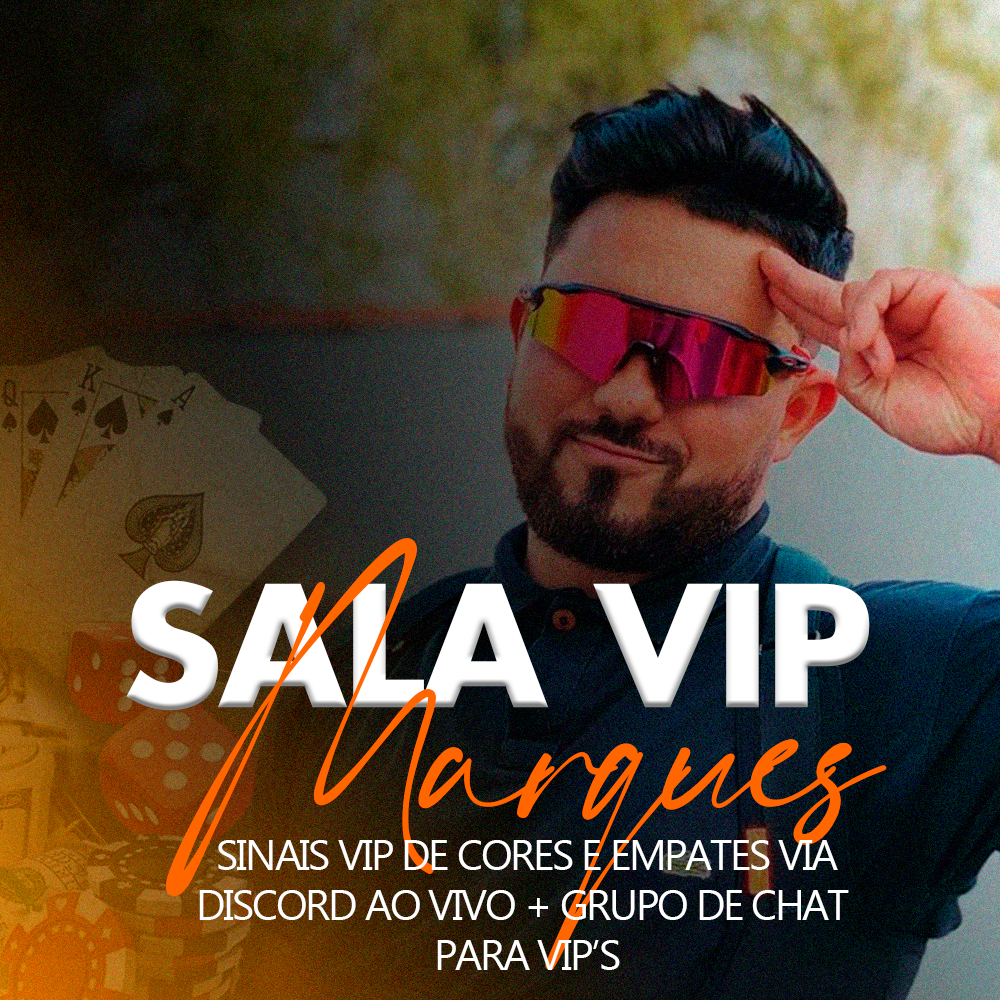 Q
K
A
SALA VIP
Marques
SINAIS VIP DE CORES E EMPATES VIA
DISCORD AO VIVO + GRUPO DE CHAT
PARA VIP’S